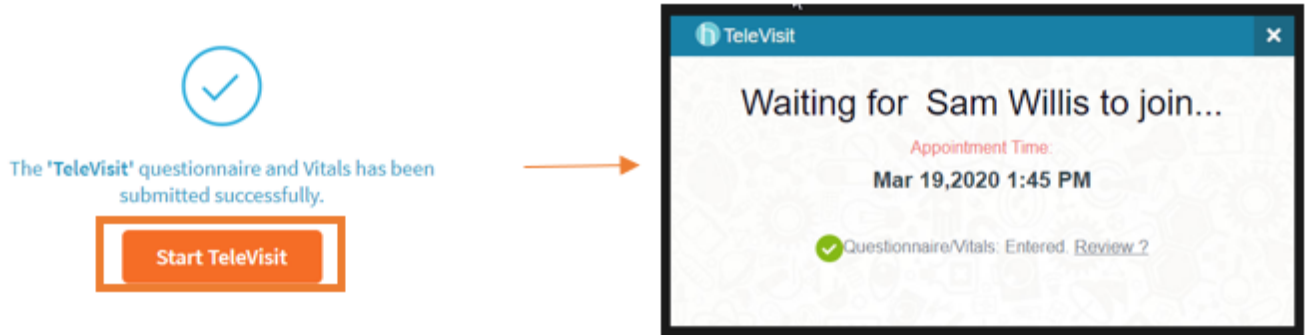 The 'TeleVisit' questionnaire and Vitals has been
submitted successfully.
Start TeleVisit
TeleVisit
Waiting for Sam Willis to join...
Appointment Time:
Mar 19,2020 1:45 PM
Questionnaire/Vitals: Entered. Review ?